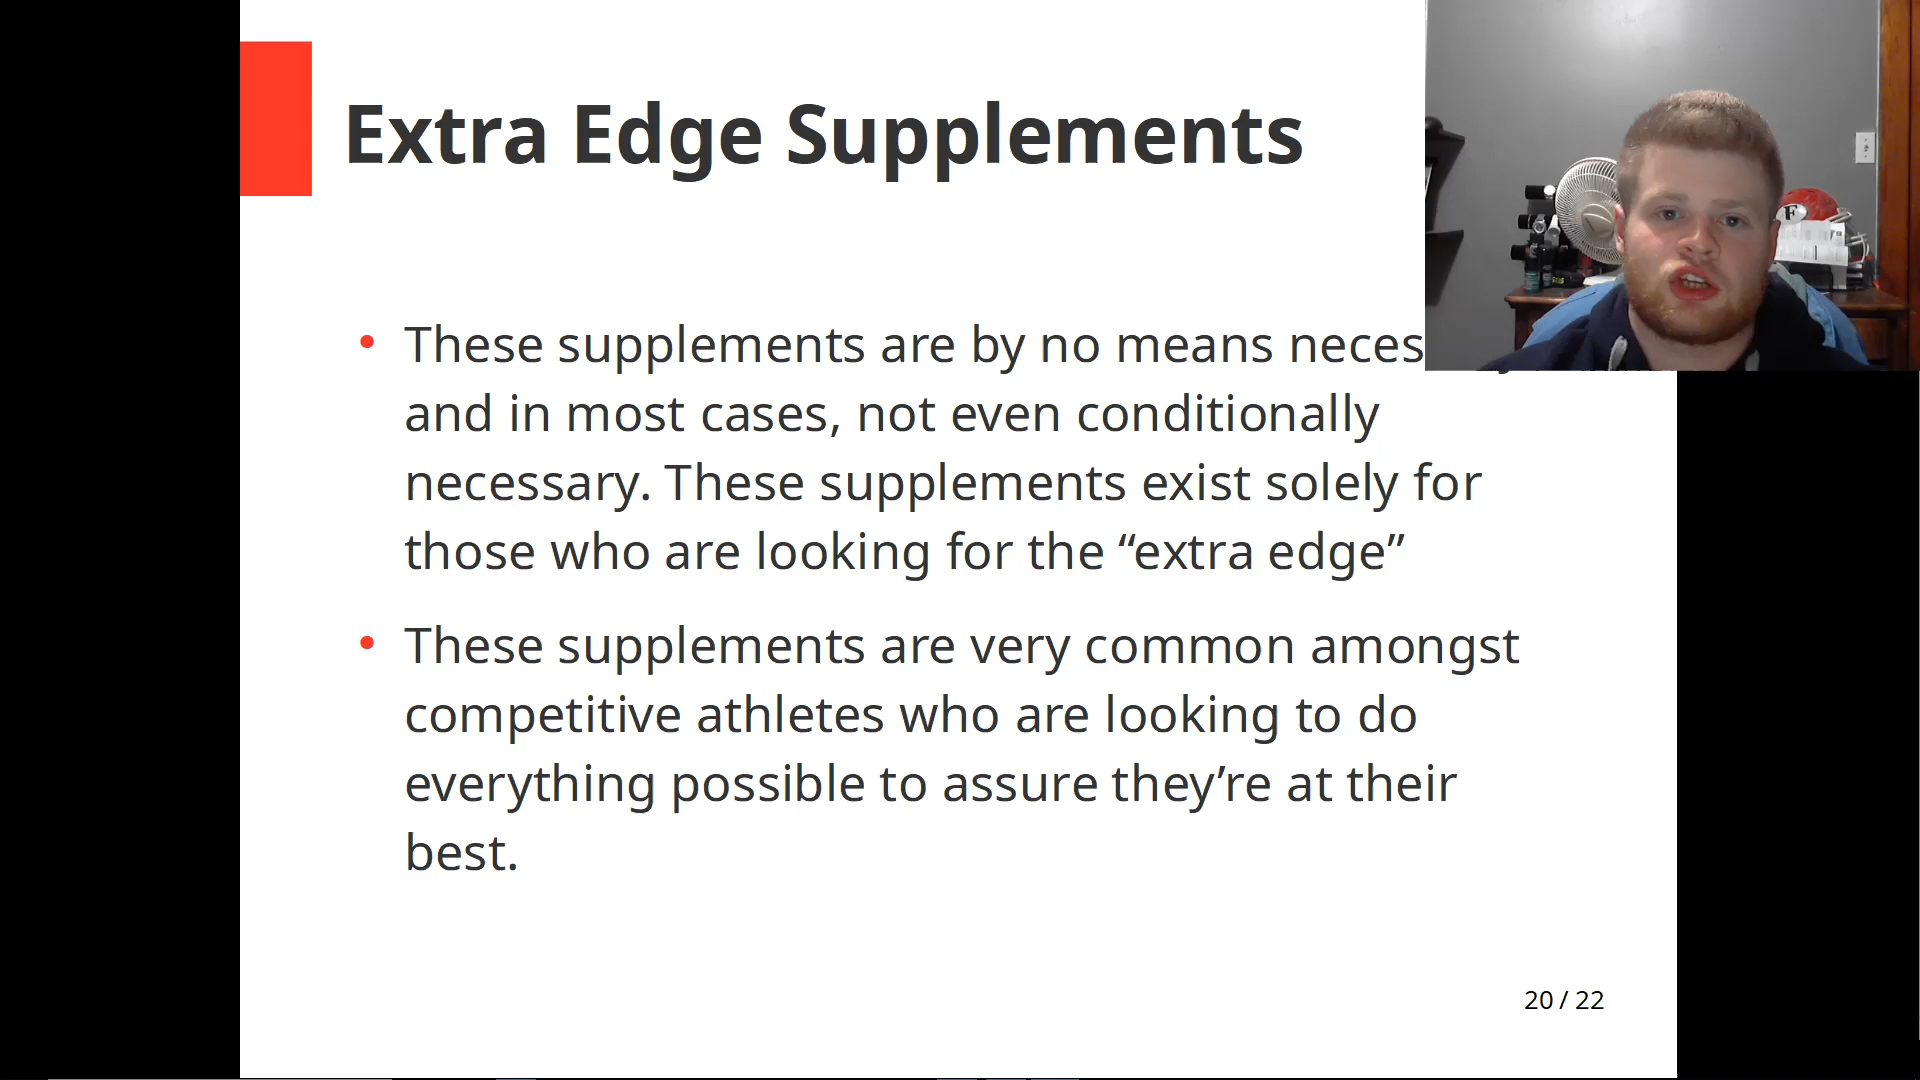 Extra Edge Supplements
These supplements are by no means
and in most cases, not even conditionally
necessary. These supplements exist solely for
those who are looking for the “extra edge”
These supplements are very common amongst
competitive athletes who are looking to do
everything possible to assure they’re at their
best.
20 / 22
F